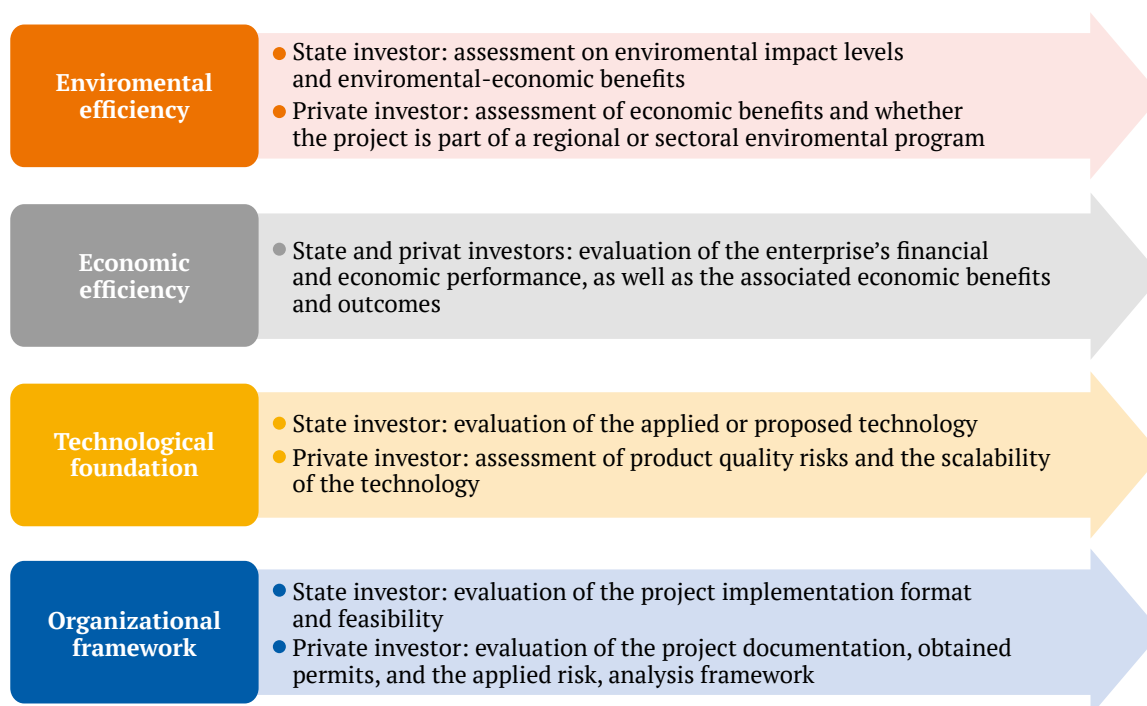 Enviromental
efficiency
● State investor: assessment on enviromental impact levels
and enviromental-economic benefits
● Private investor: assessment of economic benefits and whether
the project is part of a regional or sectoral enviromental program
Economic
efficiency
● State and privat investors: evaluation of the enterprise’s financial
and economic performance, as well as the associated economic benefits
and outcomes
Technological
foundation
● State investor: evaluation of the applied or proposed technology
● Private investor: assessment of product quality risks and the scalability
of the technology
Organizational
framework
● State investor: evaluation of the project implementation format
and feasibility
● Private investor: evaluation of the project documentation, obtained
permits, and the applied risk, analysis framework